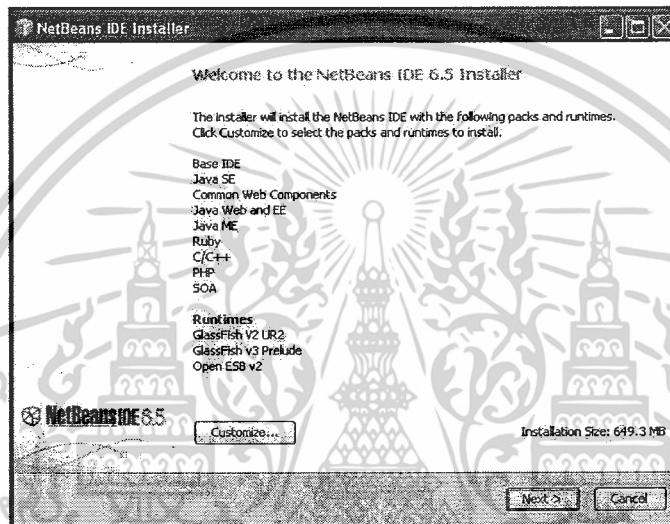 NetBeans IDE Installer
Welcome to the NetBeans IDE 6.5 Installer
The installer will install the NetBeans IDE with the following packs and runtimes.
Click Customize to select the packs and runtimes to install.
Base IDE
Java SE
Common Web Components
Java Web and EE
Java ME
Ruby
C/C++
PHP
SOA
Runtimes
GlassFish V2 UR2
GlassFish v3 Prelude
Open ESB v2
NetBeans IDE 6.5
Customize...
Installation Size: 649.3 MB
Next >
Cancel